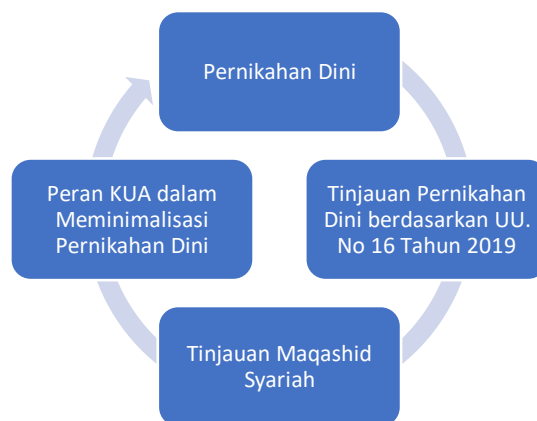 Pernikahan Dini
Tinjauan Pernikahan
Dini berdasarkan UU.
No 16 Tahun 2019
Tinjauan Maqashid
Syariah
Peran KUA dalam
Meminimalisasi
Pernikahan Dini